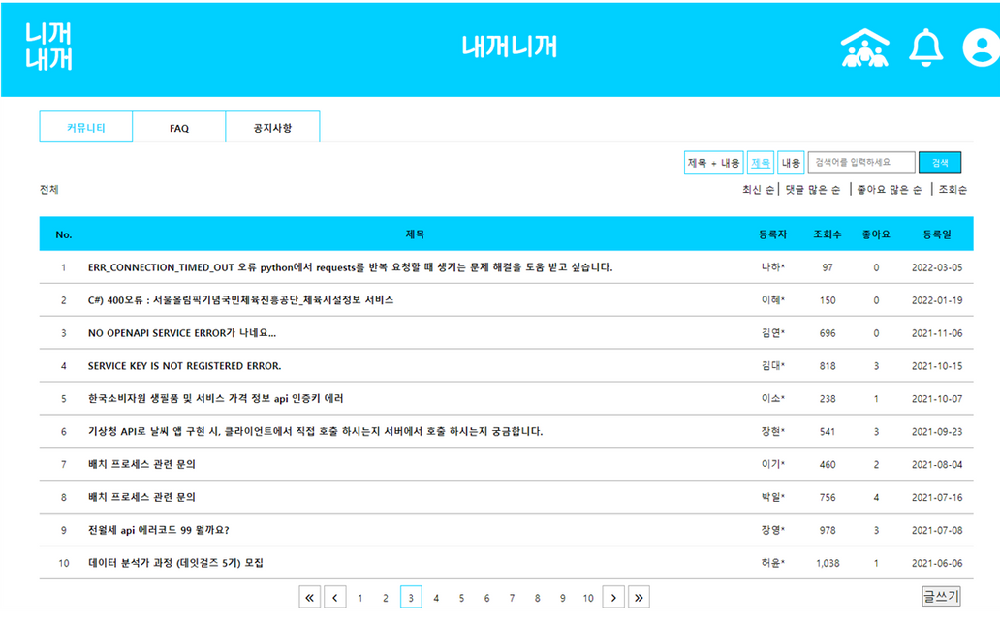 니꺼
내꺼
내꺼니꺼
커뮤니티 FAQ 공지사항
제목 + 내용 제목 내용 검색어를 입력하세요 검색
전체 최신 순 댓글 많은 순 좋아요 많은 순 조회순
No. 제목 등록자 조회수 좋아요 등록일
1 ERR_CONNECTION_TIMED_OUT 오류 python에서 requests를 반복 요청할 때 생기는 문제 해결을 도움 받고 싶습니다. 나하* 97 0 2022-03-05
2 C#) 400오류 : 서울올림픽기념국민체육진흥공단_체육시설정보 서비스 이혜* 150 0 2022-01-19
3 NO OPENAPI SERVICE ERROR가 나네요... 김연* 696 0 2021-11-06
4 SERVICE KEY IS NOT REGISTERED ERROR. 김대* 818 3 2021-10-15
5 한국소비자원 생필품 및 서비스 가격 정보 api 인증키 에러 이소* 238 1 2021-10-07
6 기상청 API로 날씨 앱 구현 시, 클라이언트에서 직접 호출 하시는지 서버에서 호출 하시는지 궁금합니다. 장현* 541 3 2021-09-23
7 배치 프로세스 관련 문의 이기* 460 2 2021-08-04
8 배치 프로세스 관련 문의 박일* 756 4 2021-07-16
9 전월세 api 에러코드 99 뭘까요? 장영* 978 3 2021-07-08
10 데이터 분석가 과정 (데잇걸즈 5기) 모집 허윤* 1,038 1 2021-06-06
« ‹ 1 2 3 4 5 6 7 8 9 10 › » 글쓰기